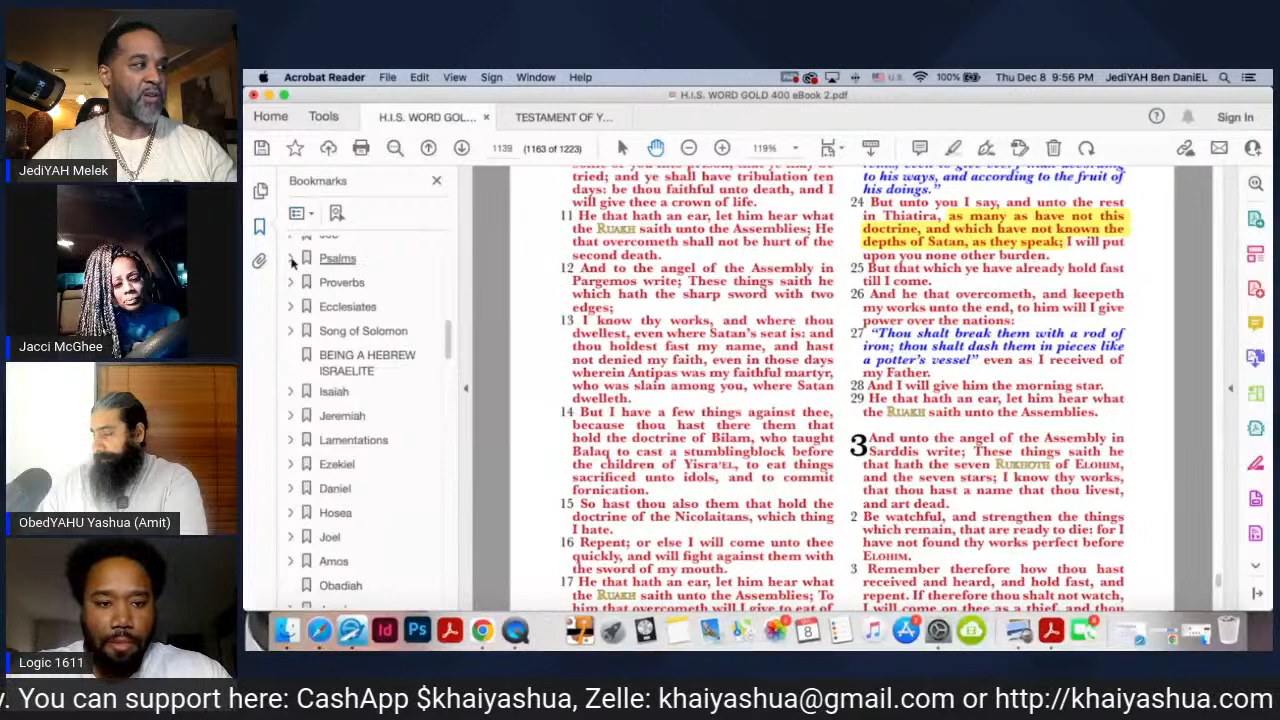 JediYAH Melek
Jacci McGhee
ObedYAHU Yashua (Amit)
Logic 1611
Acrobat Reader File Edit View Sign Window Help
U.S. 100% Thu Dec 8 9:56 PM JediYAH Ben DaniEL
H.I.S. WORD GOLD 400 eBook 2.pdf
Home Tools H.I.S. WORD GOL... × TESTAMENT OF Y... Sign In
1139 (1163 of 1223) 119%
Bookmarks
Psalms
Proverbs
Ecclesiates
Song of Solomon
BEING A HEBREW
ISRAELITE
Isaiah
Jeremiah
Lamentations
Ezekiel
Daniel
Hosea
Joel
Amos
Obadiah
tried; and ye shall have tribulation ten
days: be thou faithful unto death, and I
will give thee a crown of life.
11 He that hath an ear, let him hear what
the RUAKH saith unto the Assemblies; He
that overcometh shall not be hurt of the
second death.
12 And to the angel of the Assembly in
Pargemos write; These things saith he
which hath the sharp sword with two
edges;
13 I know thy works, and where thou
dwellest, even where Satan's seat is: and
thou holdest fast my name, and hast
not denied my faith, even in those days
wherein Antipas was my faithful martyr,
who was slain among you, where Satan
dwelleth.
14 But I have a few things against thee,
because thou hast there them that
hold the doctrine of Bilam, who taught
Balaq to cast a stumblingblock before
the children of Yisra'EL, to eat things
sacrificed unto idols, and to commit
fornication.
15 So hast thou also them that hold the
doctrine of the Nicolaitans, which thing
I hate.
16 Repent; or else I will come unto thee
quickly, and will fight against them with
the sword of my mouth.
17 He that hath an ear, let him hear what
the RUAKH saith unto the Assemblies; To
him that overcometh will I give to eat of
to his ways, and according to the fruit of
his doings."
24 But unto you I say, and unto the rest
in Thiatira, as many as have not this
doctrine, and which have not known the
depths of Satan, as they speak; I will put
upon you none other burden.
25 But that which ye have already hold fast
till I come.
26 And he that overcometh, and keepeth
my works unto the end, to him will I give
power over the nations:
27 "Thou shalt break them with a rod of
iron; thou shalt dash them in pieces like
a potter's vessel" even as I received of
my Father.
28 And I will give him the morning star.
29 He that hath an ear, let him hear what
the RUAKH saith unto the Assemblies.
3 And unto the angel of the Assembly in
Sarddis write; These things saith he
that hath the seven RUKHOTH of ELOHIM,
and the seven stars; I know thy works,
that thou hast a name that thou livest,
and art dead.
2 Be watchful, and strengthen the things
which remain, that are ready to die: for I
have not found thy works perfect before
ELOHIM.
3 Remember therefore how thou hast
received and heard, and hold fast, and
repent. If therefore thou shalt not watch,
I will come on thee as a thief, and thou
y. You can support here: CashApp $khaiyashua, Zelle: khaiyashua@gmail.com or http://khaiyashua.com